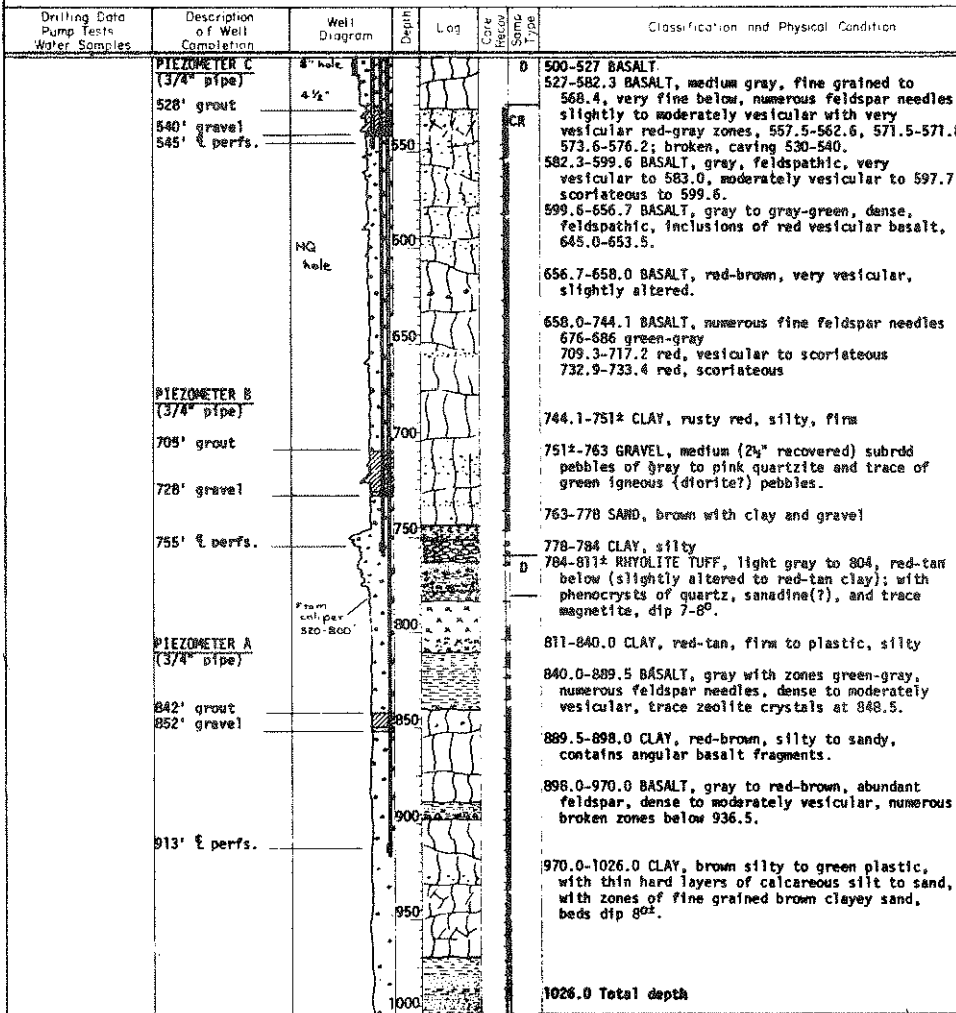 Drilling Data
Pump Tests
Water Samples
Description
of Well
Completion
Well
Diagram
Depth
Log
Core
Recov
Samp
Type
Classification and Physical Condition
PIEZOMETER C
(3/4" pipe)
528' grout
540' gravel
545' ℄ perfs.
PIEZOMETER B
(3/4" pipe)
705' grout
728' gravel
755' ℄ perfs.
PIEZOMETER A
(3/4" pipe)
842' grout
852' gravel
913' ℄ perfs.
8" hole
4½"
NQ
hole
From
caliper
520-800'
550
600
650
700
750
800
850
900
950
1000
D
CR
D
500-527 BASALT
527-582.3 BASALT, medium gray, fine grained to
568.4, very fine below, numerous feldspar needles
slightly to moderately vesicular with very
vesicular red-gray zones, 557.5-562.6, 571.5-571.8
573.6-576.2; broken, caving 530-540.
582.3-599.6 BASALT, gray, feldspathic, very
vesicular to 583.0, moderately vesicular to 597.7
scoriateous to 599.6.
599.6-656.7 BASALT, gray to gray-green, dense,
feldspathic, inclusions of red vesicular basalt,
645.0-653.5.
656.7-658.0 BASALT, red-brown, very vesicular,
slightly altered.
658.0-744.1 BASALT, numerous fine feldspar needles
676-686 green-gray
709.3-717.2 red, vesicular to scoriateous
732.9-733.4 red, scoriateous
744.1-751± CLAY, rusty red, silty, firm
751±-763 GRAVEL, medium (2½" recovered) subrdd
pebbles of gray to pink quartzite and trace of
green igneous (diorite?) pebbles.
763-778 SAND, brown with clay and gravel
778-784 CLAY, silty
784-811± RHYOLITE TUFF, light gray to 804, red-tan
below (slightly altered to red-tan clay); with
phenocrysts of quartz, sanadine(?), and trace
magnetite, dip 7-8°.
811-840.0 CLAY, red-tan, firm to plastic, silty
840.0-889.5 BASALT, gray with zones green-gray,
numerous feldspar needles, dense to moderately
vesicular, trace zeolite crystals at 848.5.
889.5-898.0 CLAY, red-brown, silty to sandy,
contains angular basalt fragments.
898.0-970.0 BASALT, gray to red-brown, abundant
feldspar, dense to moderately vesicular, numerous
broken zones below 936.5.
970.0-1026.0 CLAY, brown silty to green plastic,
with thin hard layers of calcareous silt to sand,
with zones of fine grained brown clayey sand,
beds dip 8°±.
1026.0 Total depth